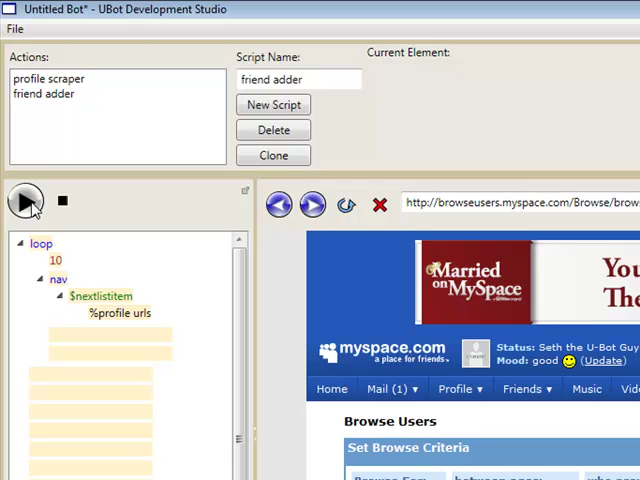 Untitled Bot* - UBot Development Studio
File
Actions:
profile scraper
friend adder
Script Name:
friend adder
New Script
Delete
Clone
Current Element:
loop
10
nav
$nextlistitem
%profile urls
http://browseusers.myspace.com/Browse/brow
Married
on MySpace
You
The
myspace.com
a place for friends
Status: Seth the U-Bot Guy
Mood: good (Update)
Home Mail (1) Profile Friends Music Vid
Browse Users
Set Browse Criteria